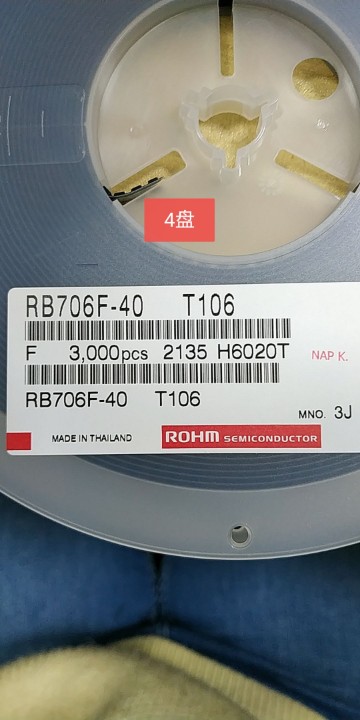 4盘
RB706F-40 T106
F 3,000pcs 2135 H6020T NAP K.
RB706F-40 T106
MNO. 3J
MADE IN THAILAND ROHM SEMICONDUCTOR